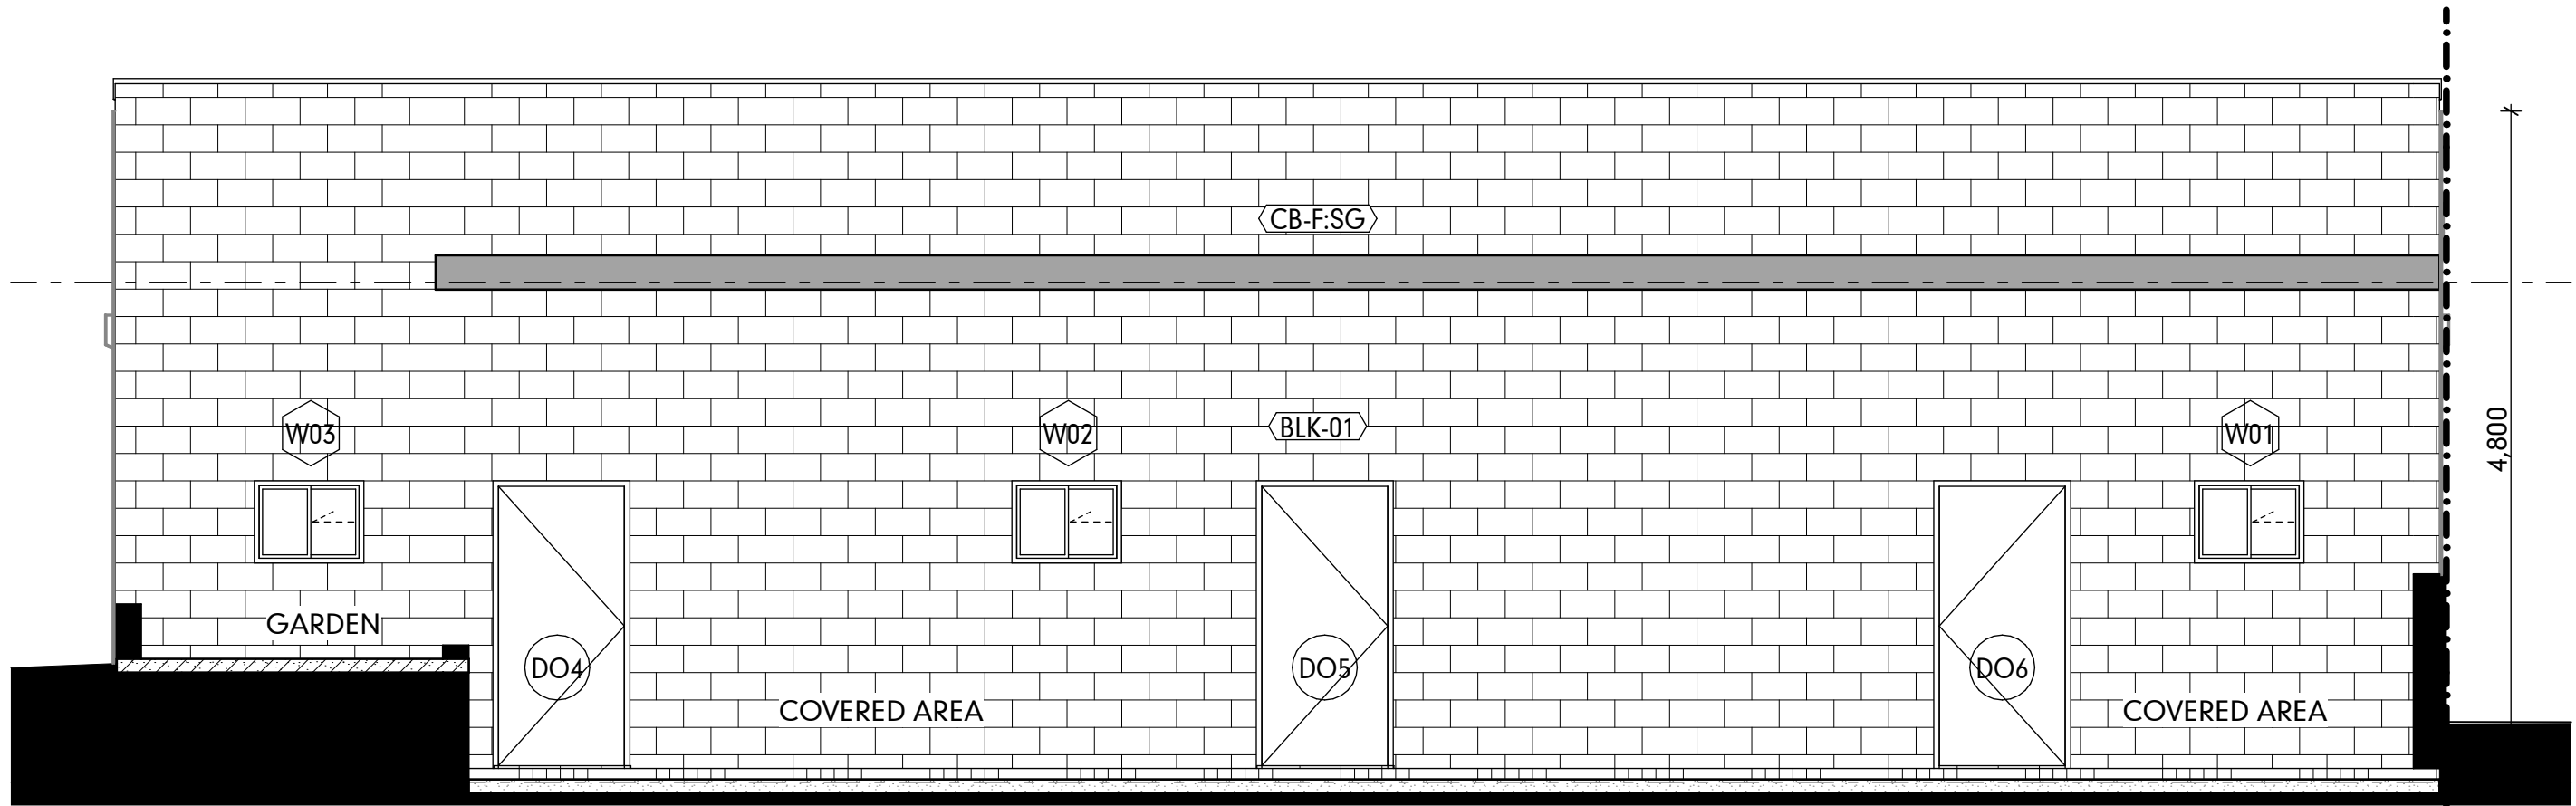 CB-F:SG
W03
W02
BLK-01
W01
4,800
GARDEN
DO4
DO5
DO6
COVERED AREA
COVERED AREA